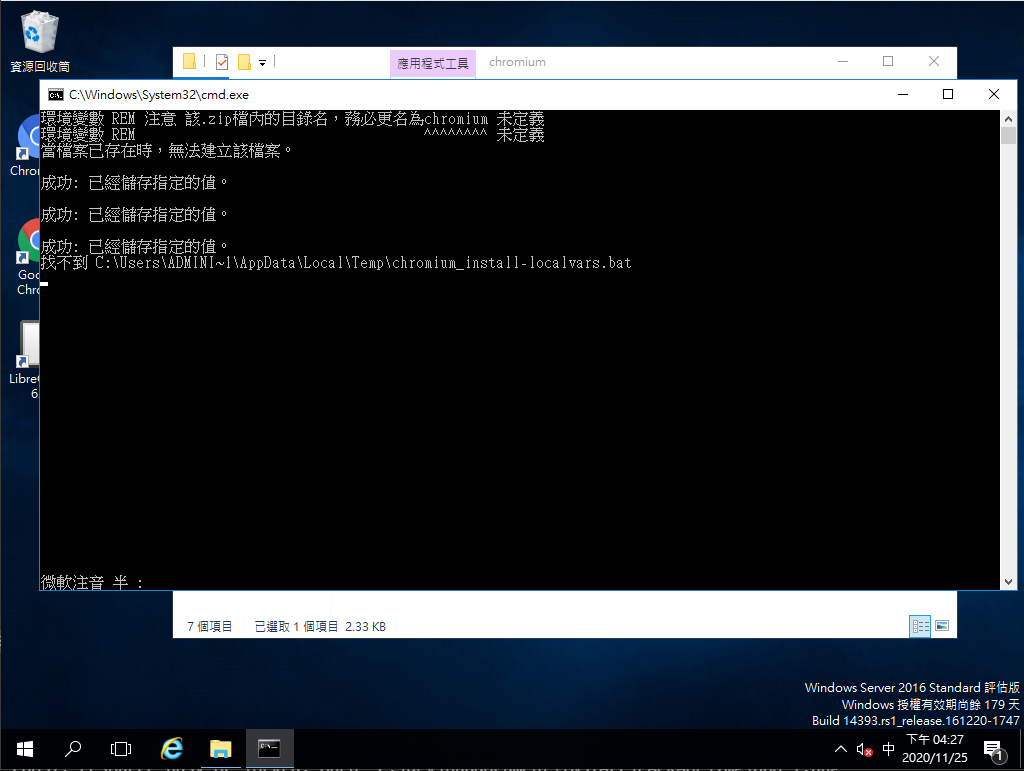 資源回收筒
應用程式工具
chromium
C:\Windows\System32\cmd.exe
環境變數 REM 注意 該.zip檔內的目錄名，務必更名為chromium 未定義
環境變數 REM ^^^^^^^^ 未定義
當檔案已存在時，無法建立該檔案。
成功: 已經儲存指定的值。
成功: 已經儲存指定的值。
成功: 已經儲存指定的值。
找不到 C:\Users\ADMINI~1\AppData\Local\Temp\chromium_install-localvars.bat
Chro
Goo
Chr
Libre
6
微軟注音 半 :
7 個項目
已選取 1 個項目 2.33 KB
Windows Server 2016 Standard 評估版
Windows 授權有效期尚餘 179 天
Build 14393.rs1_release.161220-1747
中
下午 04:27
2020/11/25
1